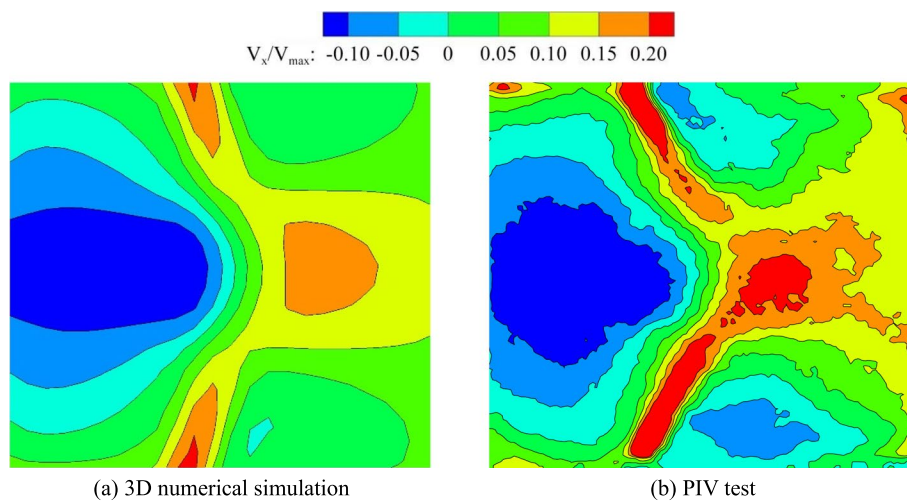 Vₓ/Vₘₐₓ: -0.10 -0.05 0 0.05 0.10 0.15 0.20
(a) 3D numerical simulation
(b) PIV test